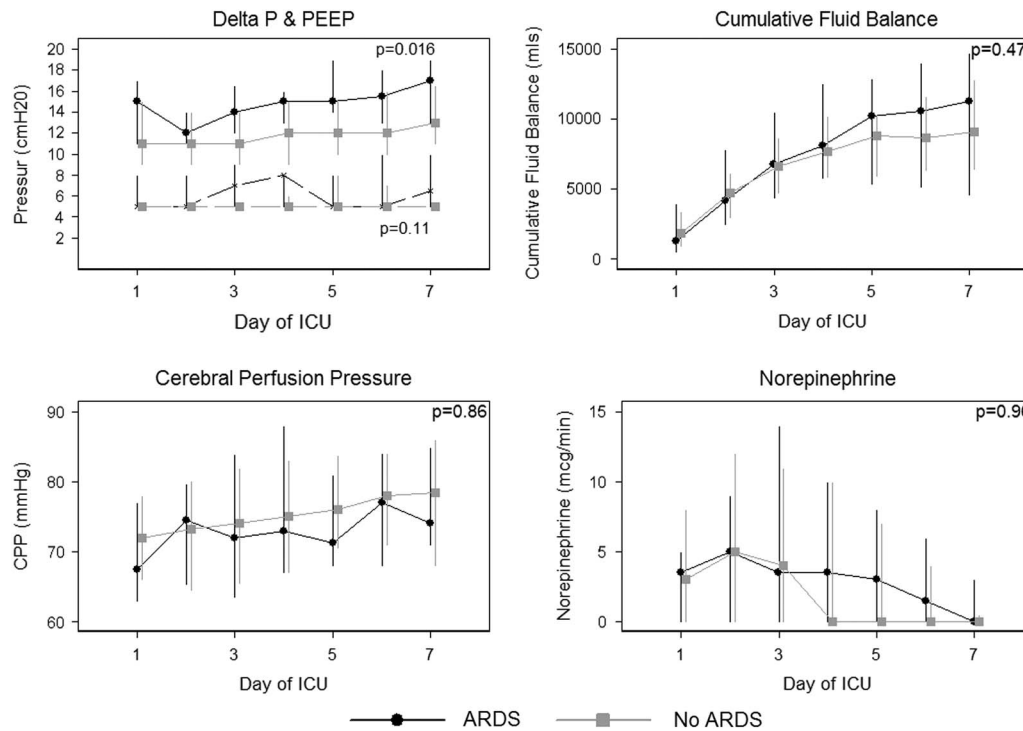 Delta P & PEEP
20
18
16
14
12
10
8
6
4
2
Pressur (cmH20)
p=0.016
p=0.11
1
3
5
7
Day of ICU
Cumulative Fluid Balance
15000
10000
5000
0
Cumulative Fluid Balance (mls)
p=0.47
1
3
5
7
Day of ICU
Cerebral Perfusion Pressure
90
80
70
60
CPP (mmHg)
p=0.86
1
3
5
7
Day of ICU
Norepinephrine
15
10
5
0
Norepinephrine (mcg/min)
p=0.90
1
3
5
7
Day of ICU
ARDS
No ARDS